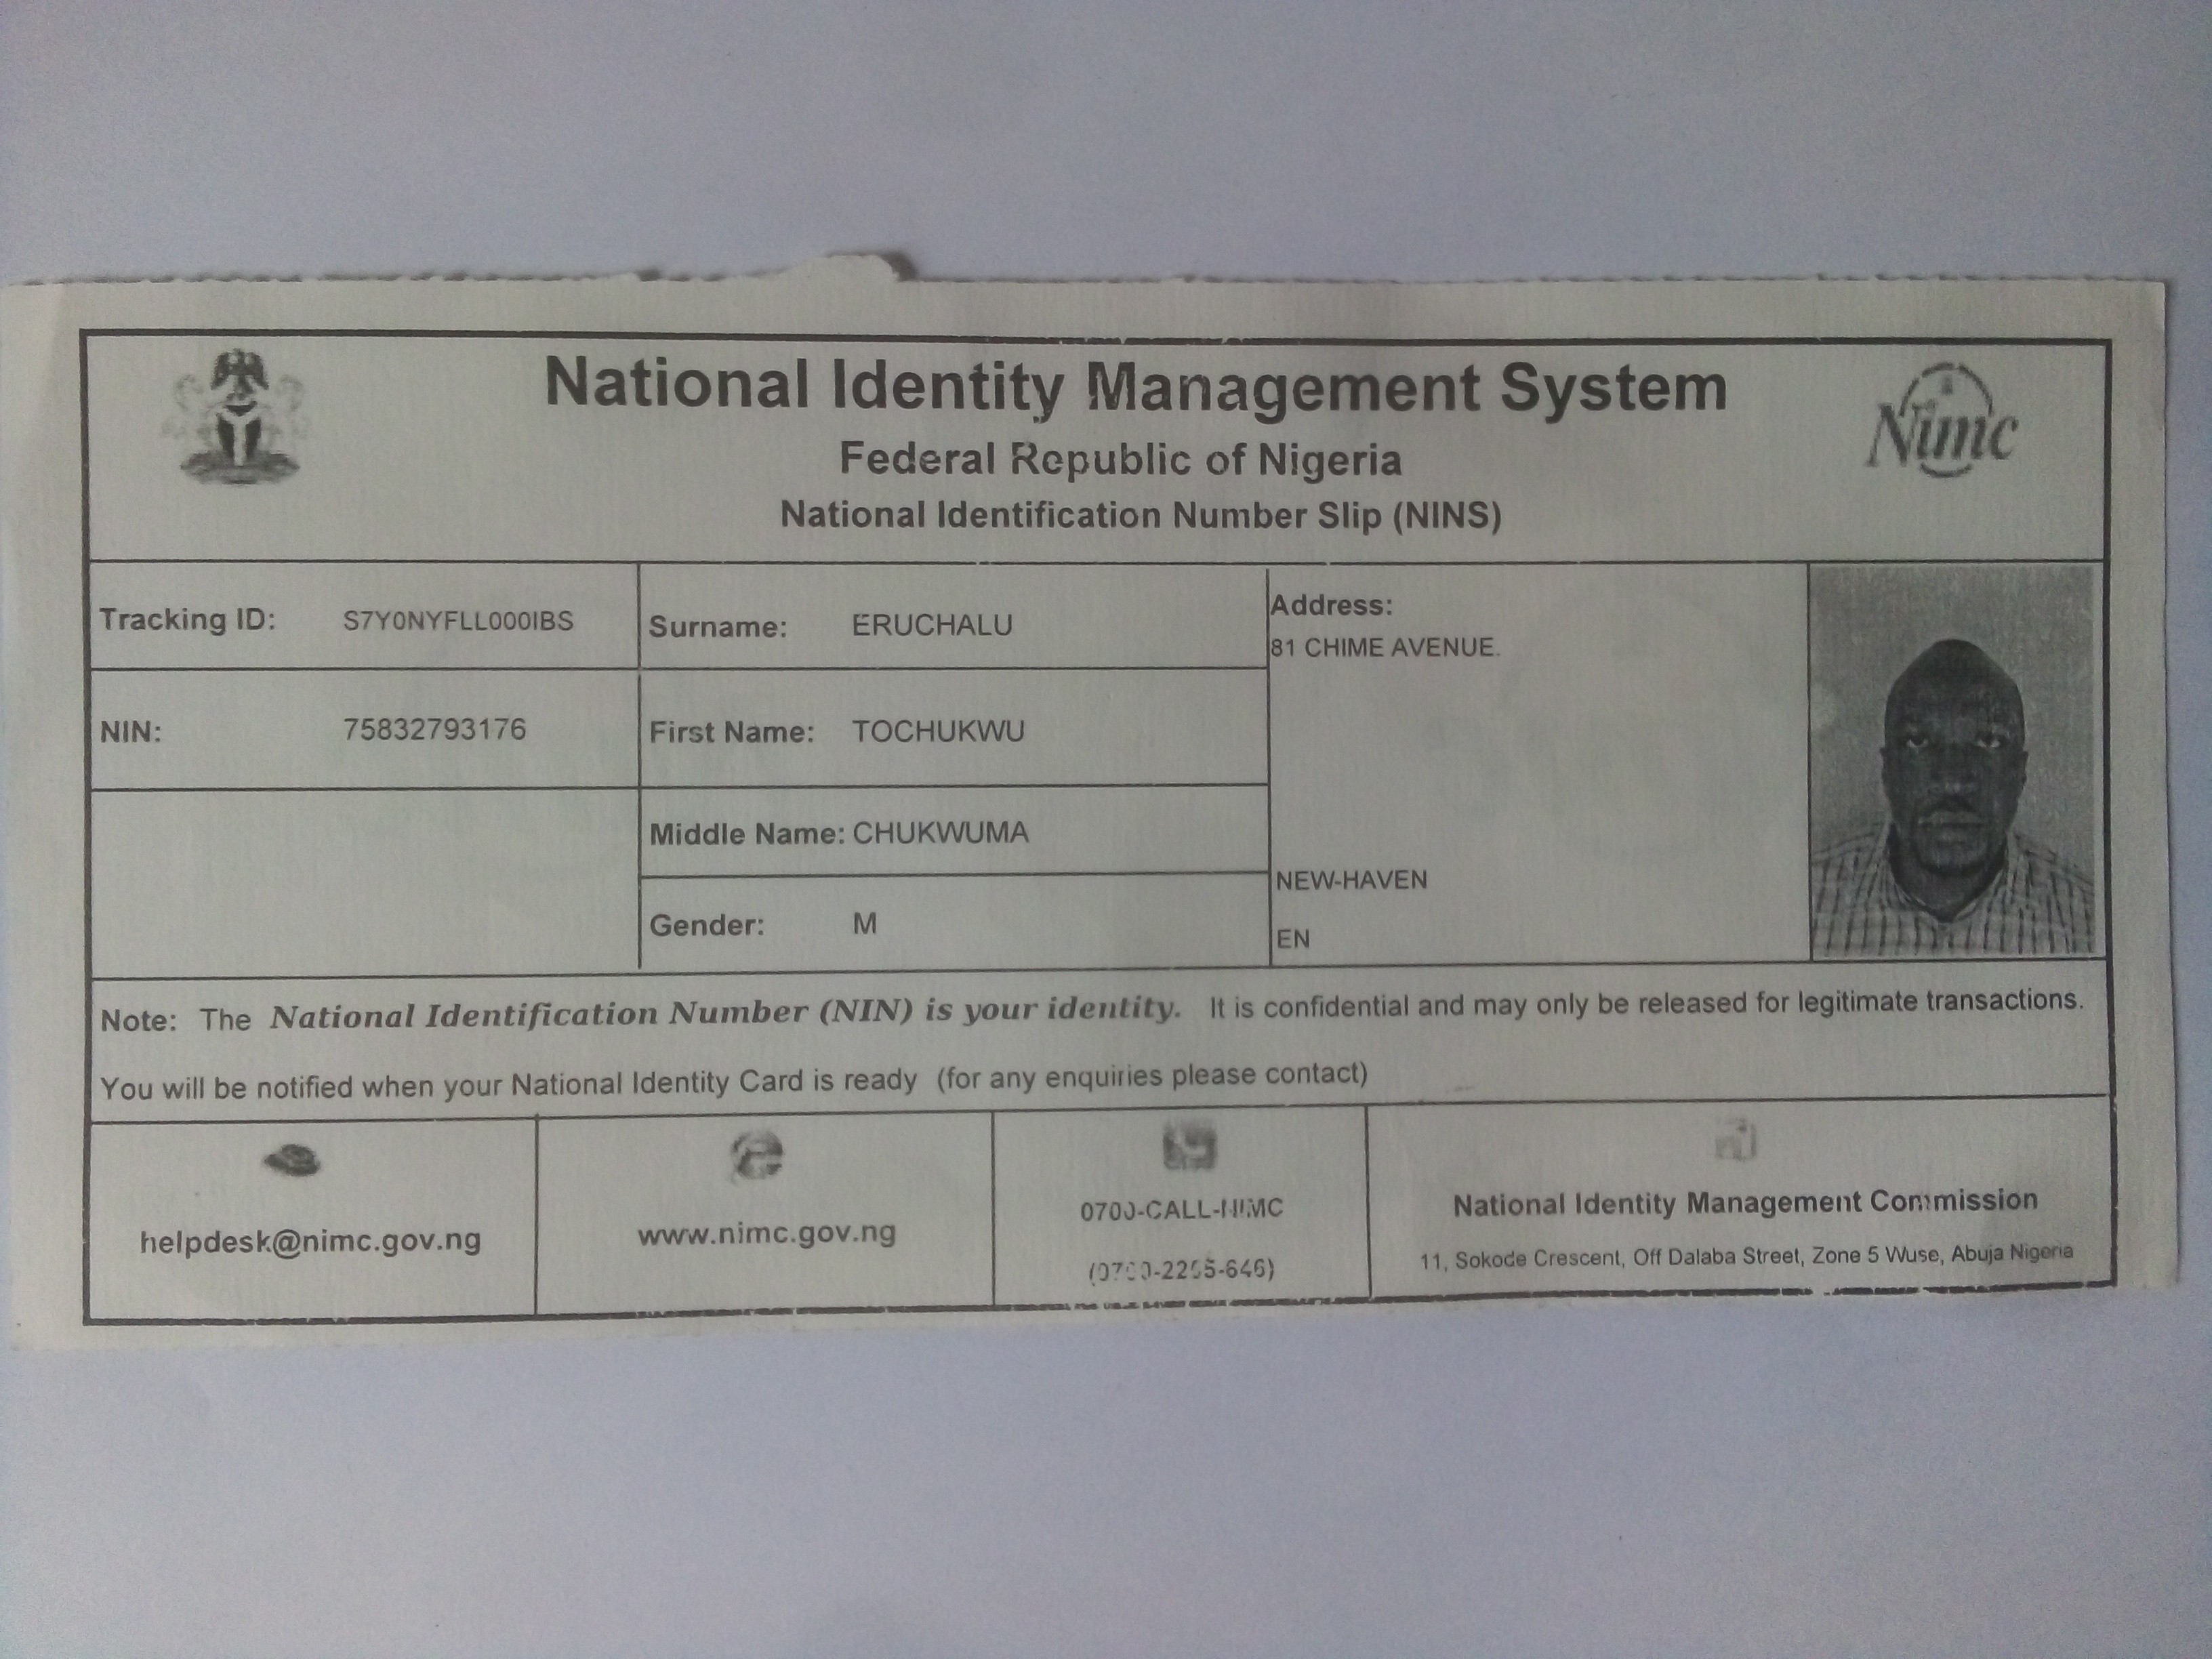 National Identity Management System
Federal Republic of Nigeria
National Identification Number Slip (NINS)
Nimc
Tracking ID: S7Y0NYFLL000IBS
Surname: ERUCHALU
Address:
81 CHIME AVENUE.
NIN: 75832793176
First Name: TOCHUKWU
Middle Name: CHUKWUMA
NEW-HAVEN
Gender: M
EN
Note: The National Identification Number (NIN) is your identity. It is confidential and may only be released for legitimate transactions.
You will be notified when your National Identity Card is ready (for any enquiries please contact)
helpdesk@nimc.gov.ng
www.nimc.gov.ng
0700-CALL-NIMC
National Identity Management Commission
11, Sokode Crescent, Off Dalaba Street, Zone 5 Wuse, Abuja Nigeria